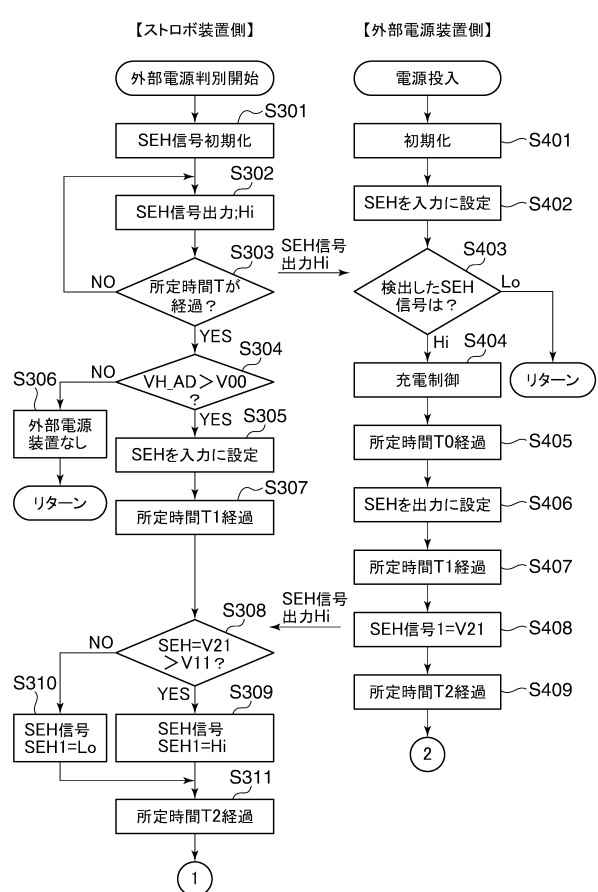 【ストロボ装置側】
外部電源判別開始
S301
SEH信号初期化
S302
SEH信号出力;Hi
S303
所定時間Tが
経過？
NO
YES
SEH信号
出力Hi
S304
VH_AD＞V00
？
NO
YES
S306
外部電源
装置なし
リターン
S305
SEHを入力に設定
S307
所定時間T1経過
S308
SEH=V21
＞V11？
NO
YES
SEH信号
出力Hi
S310
SEH信号
SEH1=Lo
S309
SEH信号
SEH1=Hi
S311
所定時間T2経過
1
【外部電源装置側】
電源投入
初期化
S401
SEHを入力に設定
S402
S403
検出したSEH
信号は？
Lo
Hi
リターン
S404
充電制御
所定時間T0経過
S405
SEHを出力に設定
S406
所定時間T1経過
S407
SEH信号1=V21
S408
所定時間T2経過
S409
2